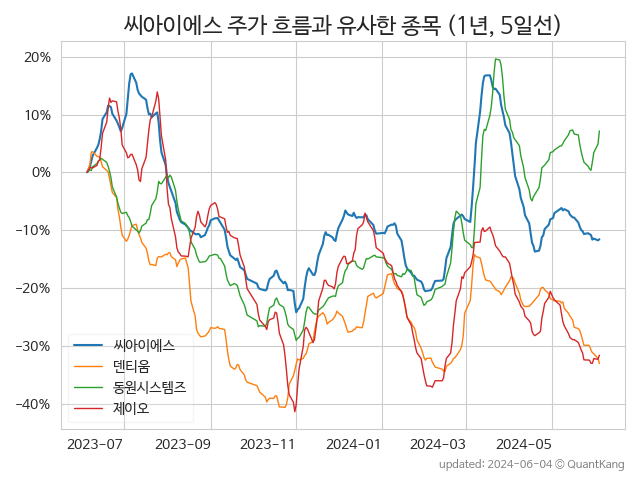 씨아이에스 주가 흐름과 유사한 종목 (1년, 5일선)
20%
10%
0%
−10%
−20%
−30%
−40%
씨아이에스
덴티움
동원시스템즈
제이오
2023-07
2023-09
2023-11
2024-01
2024-03
2024-05
updated: 2024-06-04 © QuantKang